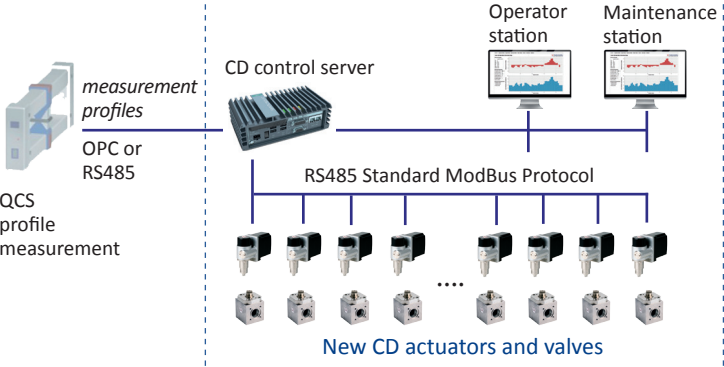 Operator
station
Maintenance
station
CD control server
measurement
profiles
OPC or
RS485
QCS
profile
measurement
RS485 Standard ModBus Protocol
....
New CD actuators and valves